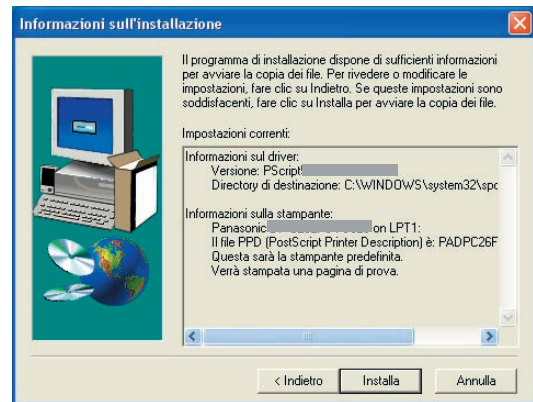 Informazioni sull'installazione
Il programma di installazione dispone di sufficienti informazioni
per avviare la copia dei file. Per rivedere o modificare le
impostazioni, fare clic su Indietro. Se queste impostazioni sono
soddisfacenti, fare clic su Installa per avviare la copia dei file.
Impostazioni correnti:
Informazioni sul driver:
Versione: PScript
Directory di destinazione: C:\WINDOWS\system32\spc
Informazioni sulla stampante:
Panasonic on LPT1:
Il file PPD (PostScript Printer Description) è: PADPC26F
Questa sarà la stampante predefinita.
Verrà stampata una pagina di prova.
< Indietro Installa Annulla